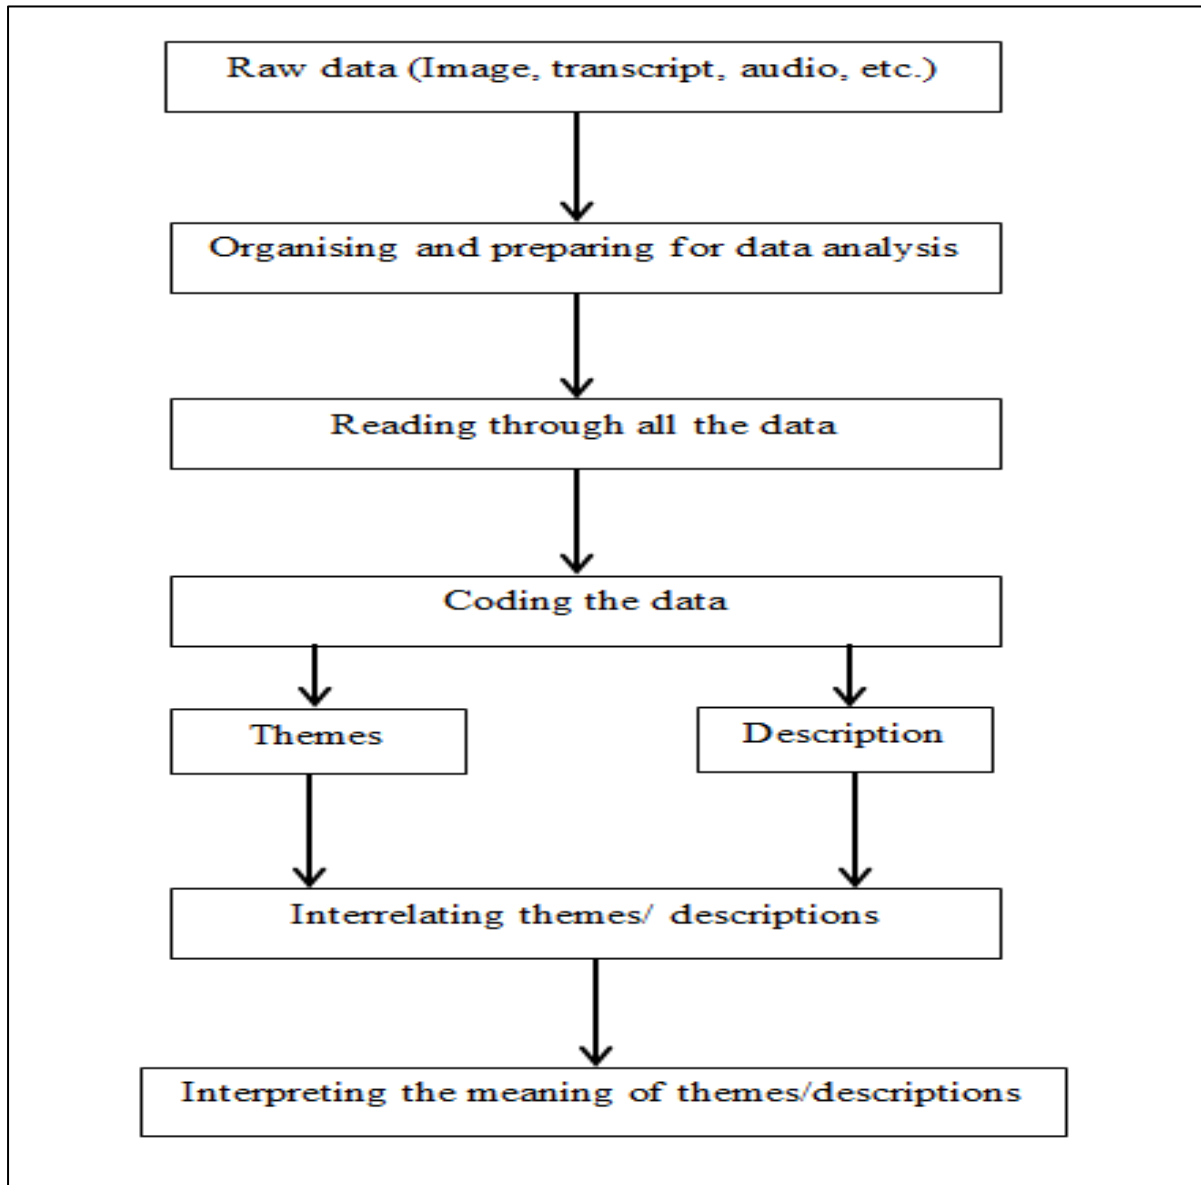 Raw data (Image, transcript, audio, etc.)
Organising and preparing for data analysis
Reading through all the data
Coding the data
Themes
Description
Interrelating themes/ descriptions
Interpreting the meaning of themes/descriptions